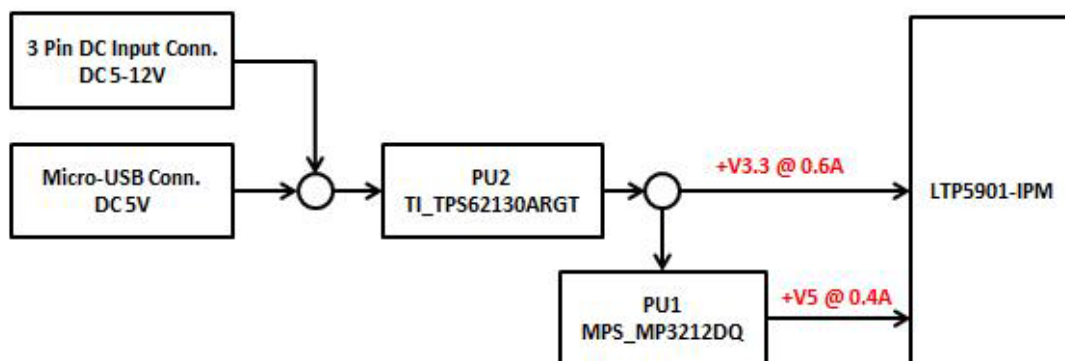 3 Pin DC Input Conn.
DC 5-12V
Micro-USB Conn.
DC 5V
PU2
TI_TPS62130ARGT
+V3.3 @ 0.6A
LTP5901-IPM
PU1
MPS_MP3212DQ
+V5 @ 0.4A